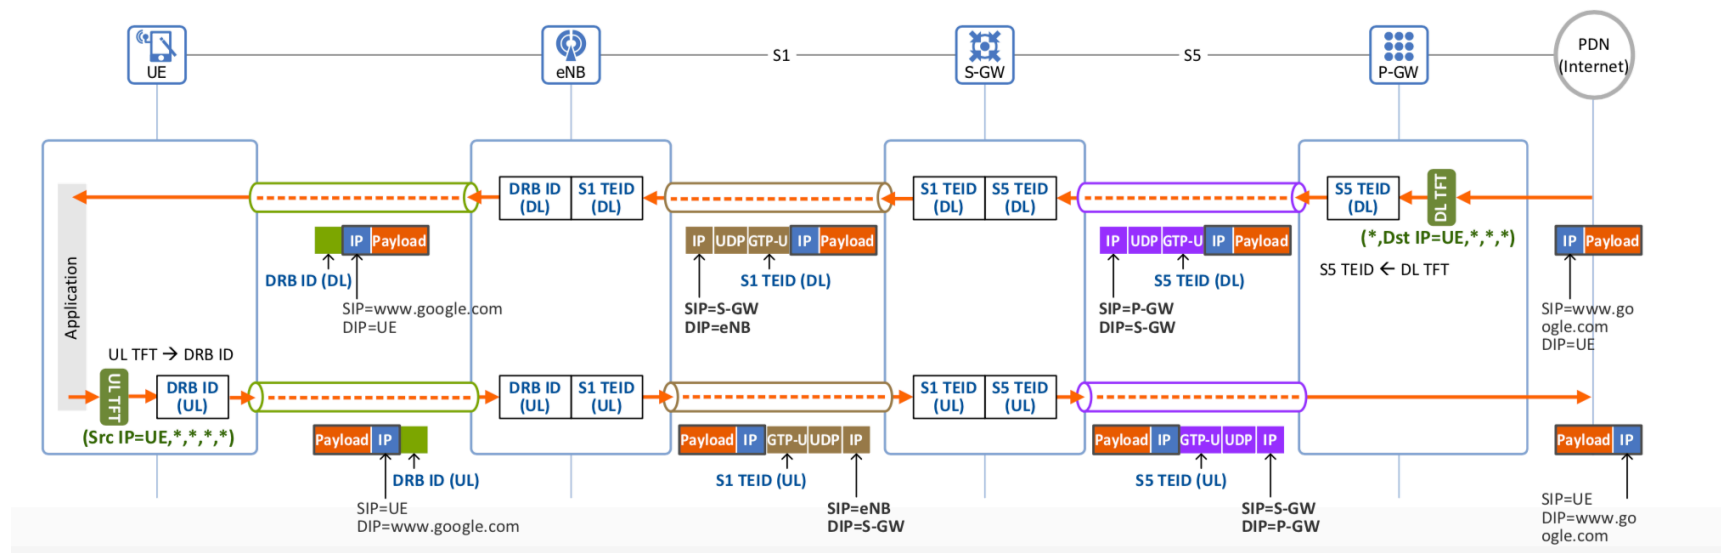 UE
eNB
S1
S-GW
S5
P-GW
PDN
(Internet)
Application
DRB ID
(DL)
S1 TEID
(DL)
S1 TEID
(DL)
S5 TEID
(DL)
S5 TEID
(DL)
DL TFT
IP Payload
DRB ID (DL)
SIP=www.google.com
DIP=UE
IP UDP GTP-U IP Payload
S1 TEID (DL)
SIP=S-GW
DIP=eNB
IP UDP GTP-U IP Payload
S5 TEID (DL)
SIP=P-GW
DIP=S-GW
(*,Dst IP=UE,*,*,*)
S5 TEID ← DL TFT
IP Payload
SIP=www.go
ogle.com
DIP=UE
UL TFT → DRB ID
UL TFT
DRB ID
(UL)
(Src IP=UE,*,*,*,*)
DRB ID
(UL)
S1 TEID
(UL)
S1 TEID
(UL)
S5 TEID
(UL)
Payload IP
DRB ID (UL)
SIP=UE
DIP=www.google.com
Payload IP GTP-U UDP IP
S1 TEID (UL)
SIP=eNB
DIP=S-GW
Payload IP GTP-U UDP IP
S5 TEID (UL)
SIP=S-GW
DIP=P-GW
Payload IP
SIP=UE
DIP=www.go
ogle.com